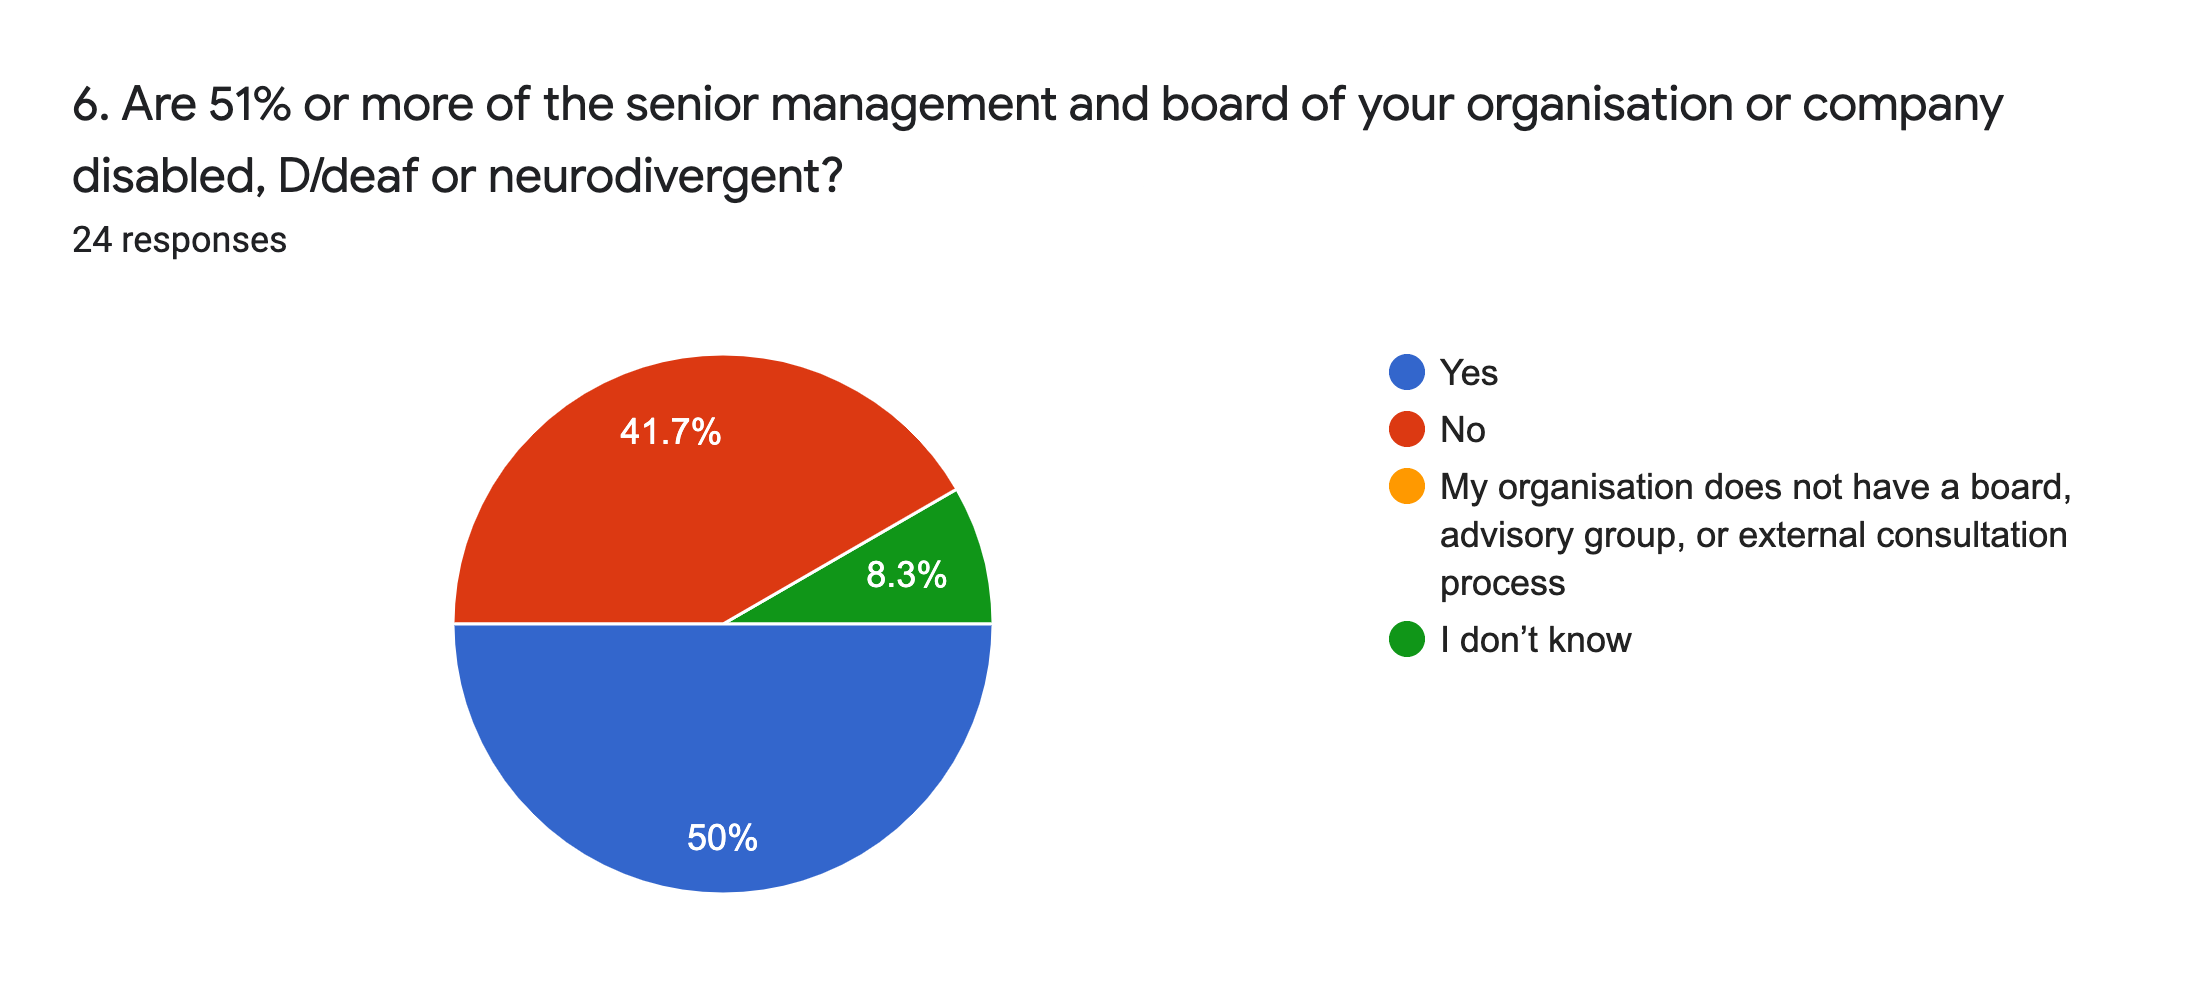 6. Are 51% or more of the senior management and board of your organisation or company
disabled, D/deaf or neurodivergent?
24 responses
41.7%
8.3%
50%
Yes
No
My organisation does not have a board,
advisory group, or external consultation
process
I don’t know